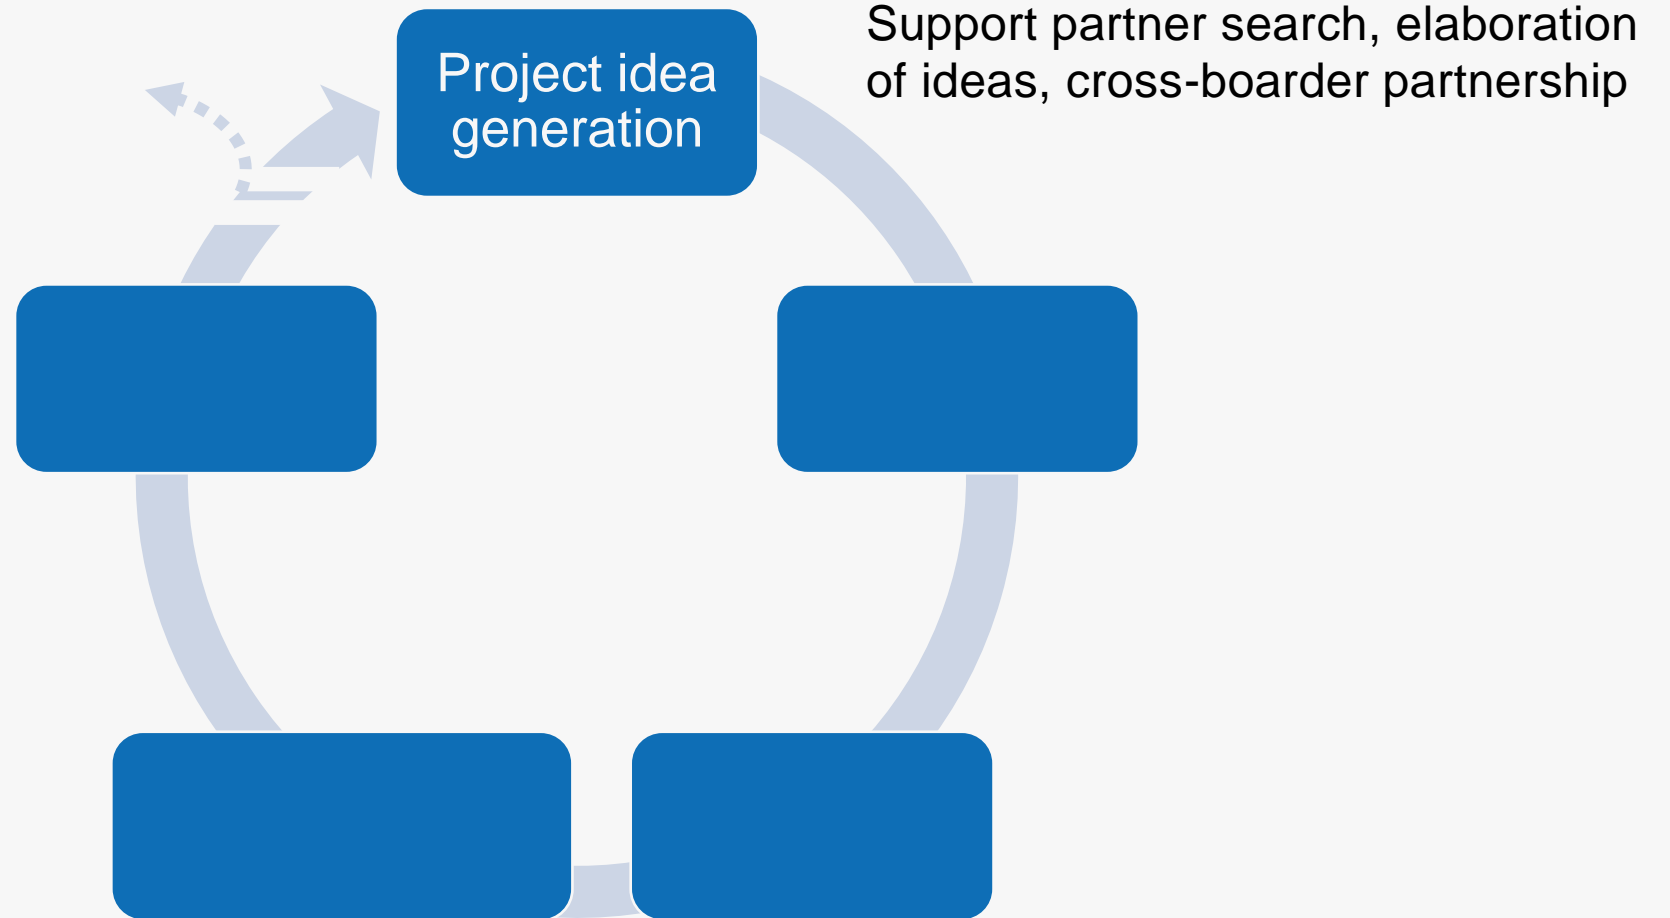 Project idea
generation
Support partner search, elaboration
of ideas, cross-boarder partnership